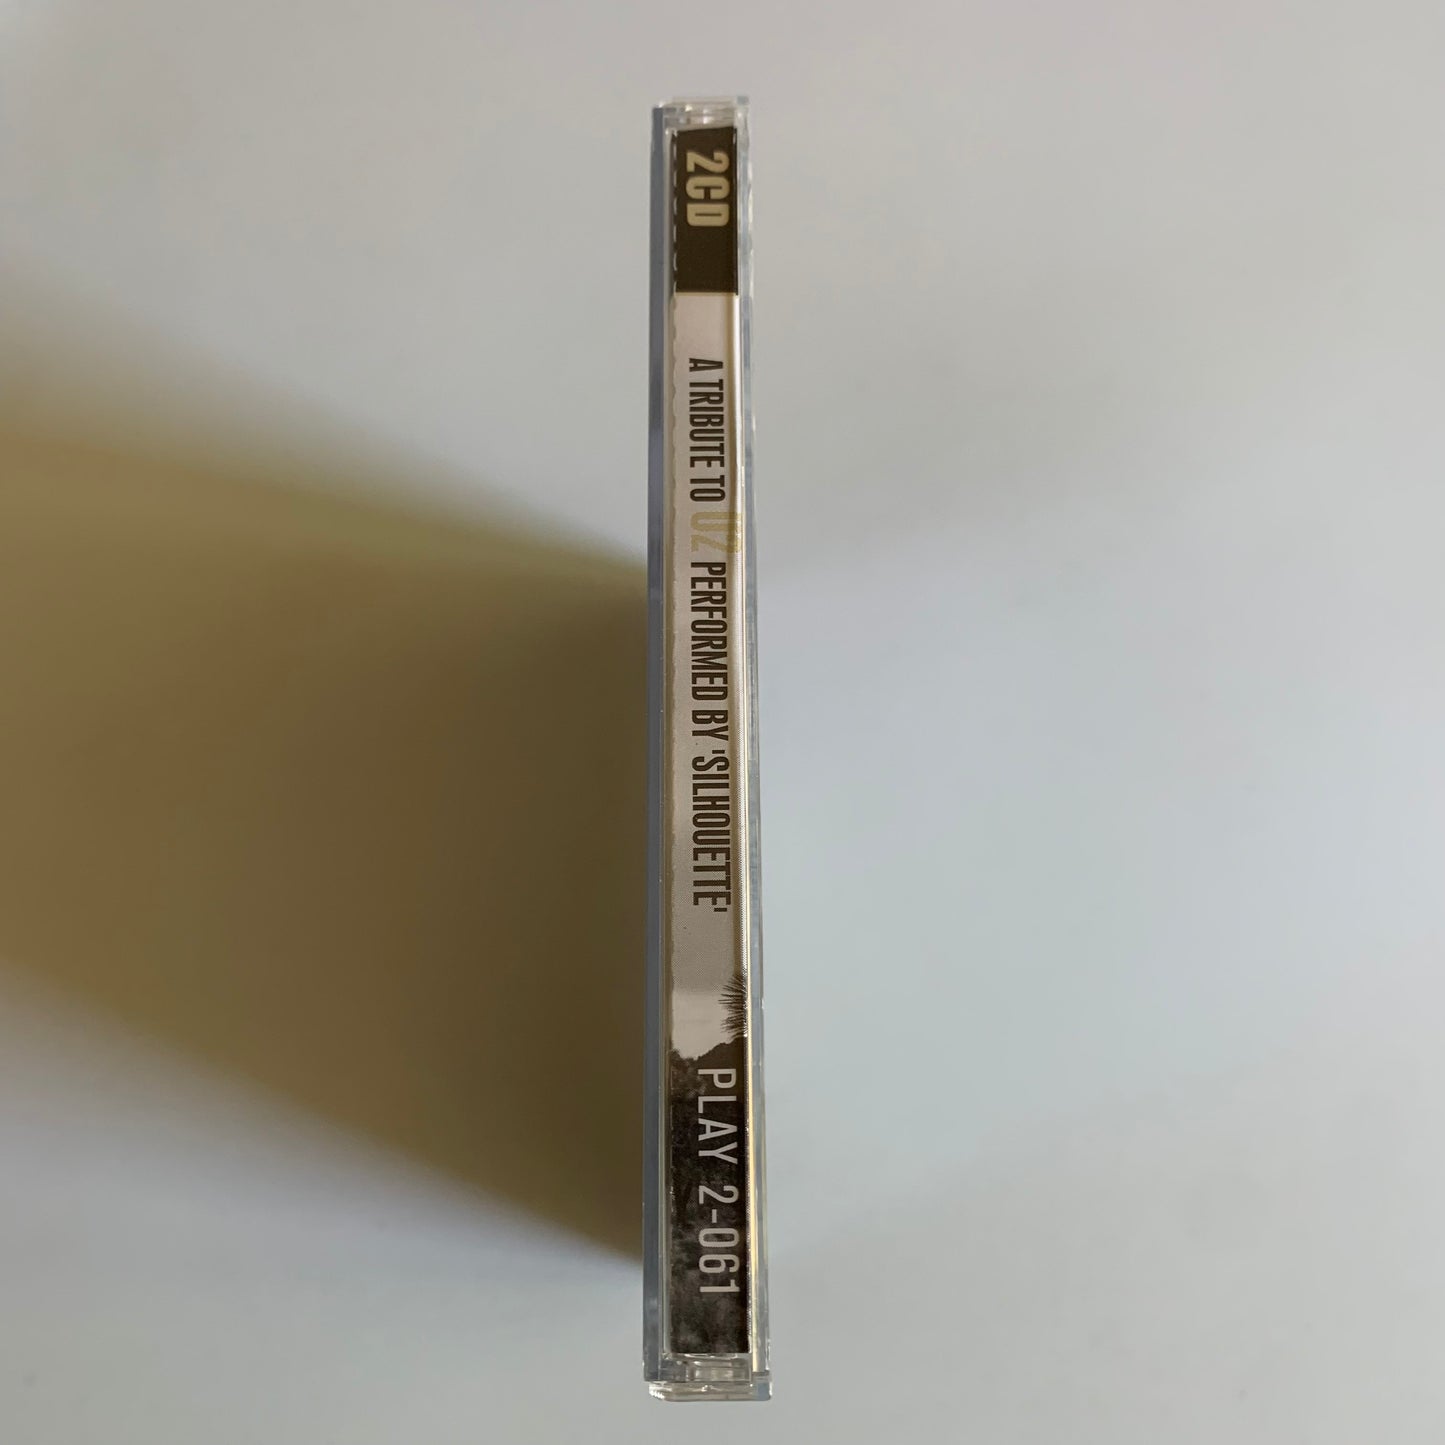 2CD
A TRIBUTE TO U2 PERFORMED BY 'SILHOUETTE'
PLAY 2-061